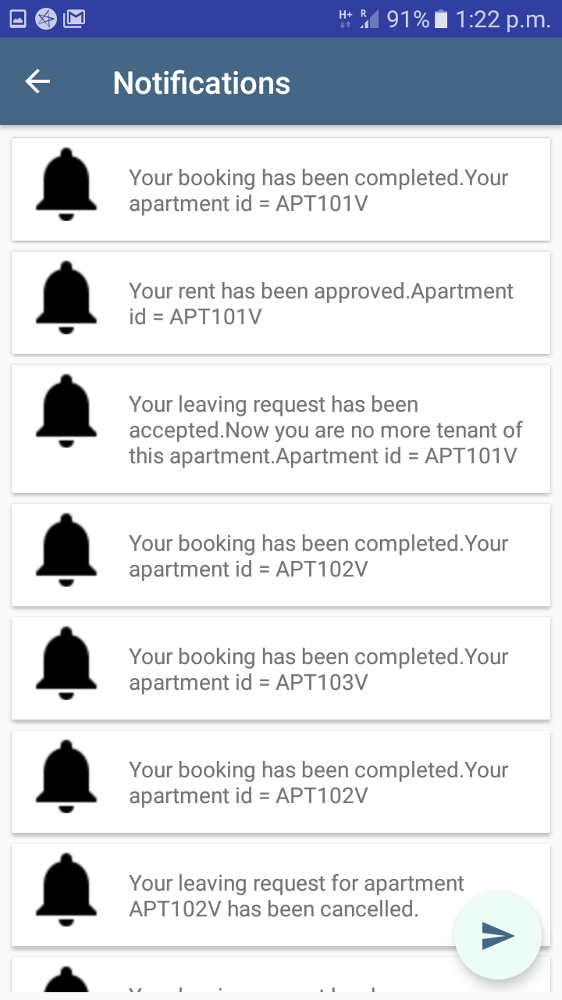 H+ R 91% 1:22 p.m.
Notifications
Your booking has been completed.Your
apartment id = APT101V
Your rent has been approved.Apartment
id = APT101V
Your leaving request has been
accepted.Now you are no more tenant of
this apartment.Apartment id = APT101V
Your booking has been completed.Your
apartment id = APT102V
Your booking has been completed.Your
apartment id = APT103V
Your booking has been completed.Your
apartment id = APT102V
Your leaving request for apartment
APT102V has been cancelled.